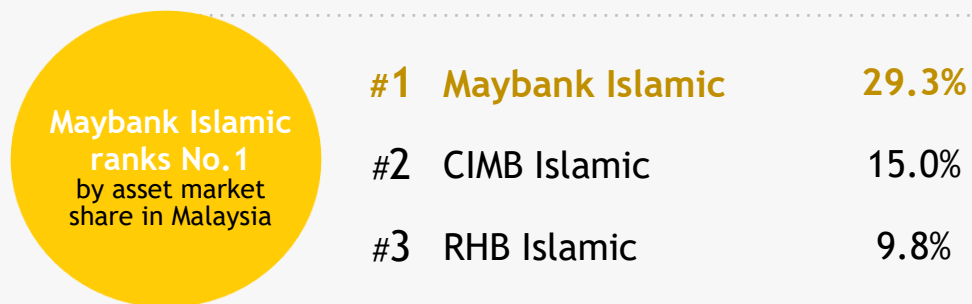 Maybank Islamic
ranks No.1
by asset market
share in Malaysia
#1 Maybank Islamic 29.3%
#2 CIMB Islamic 15.0%
#3 RHB Islamic 9.8%